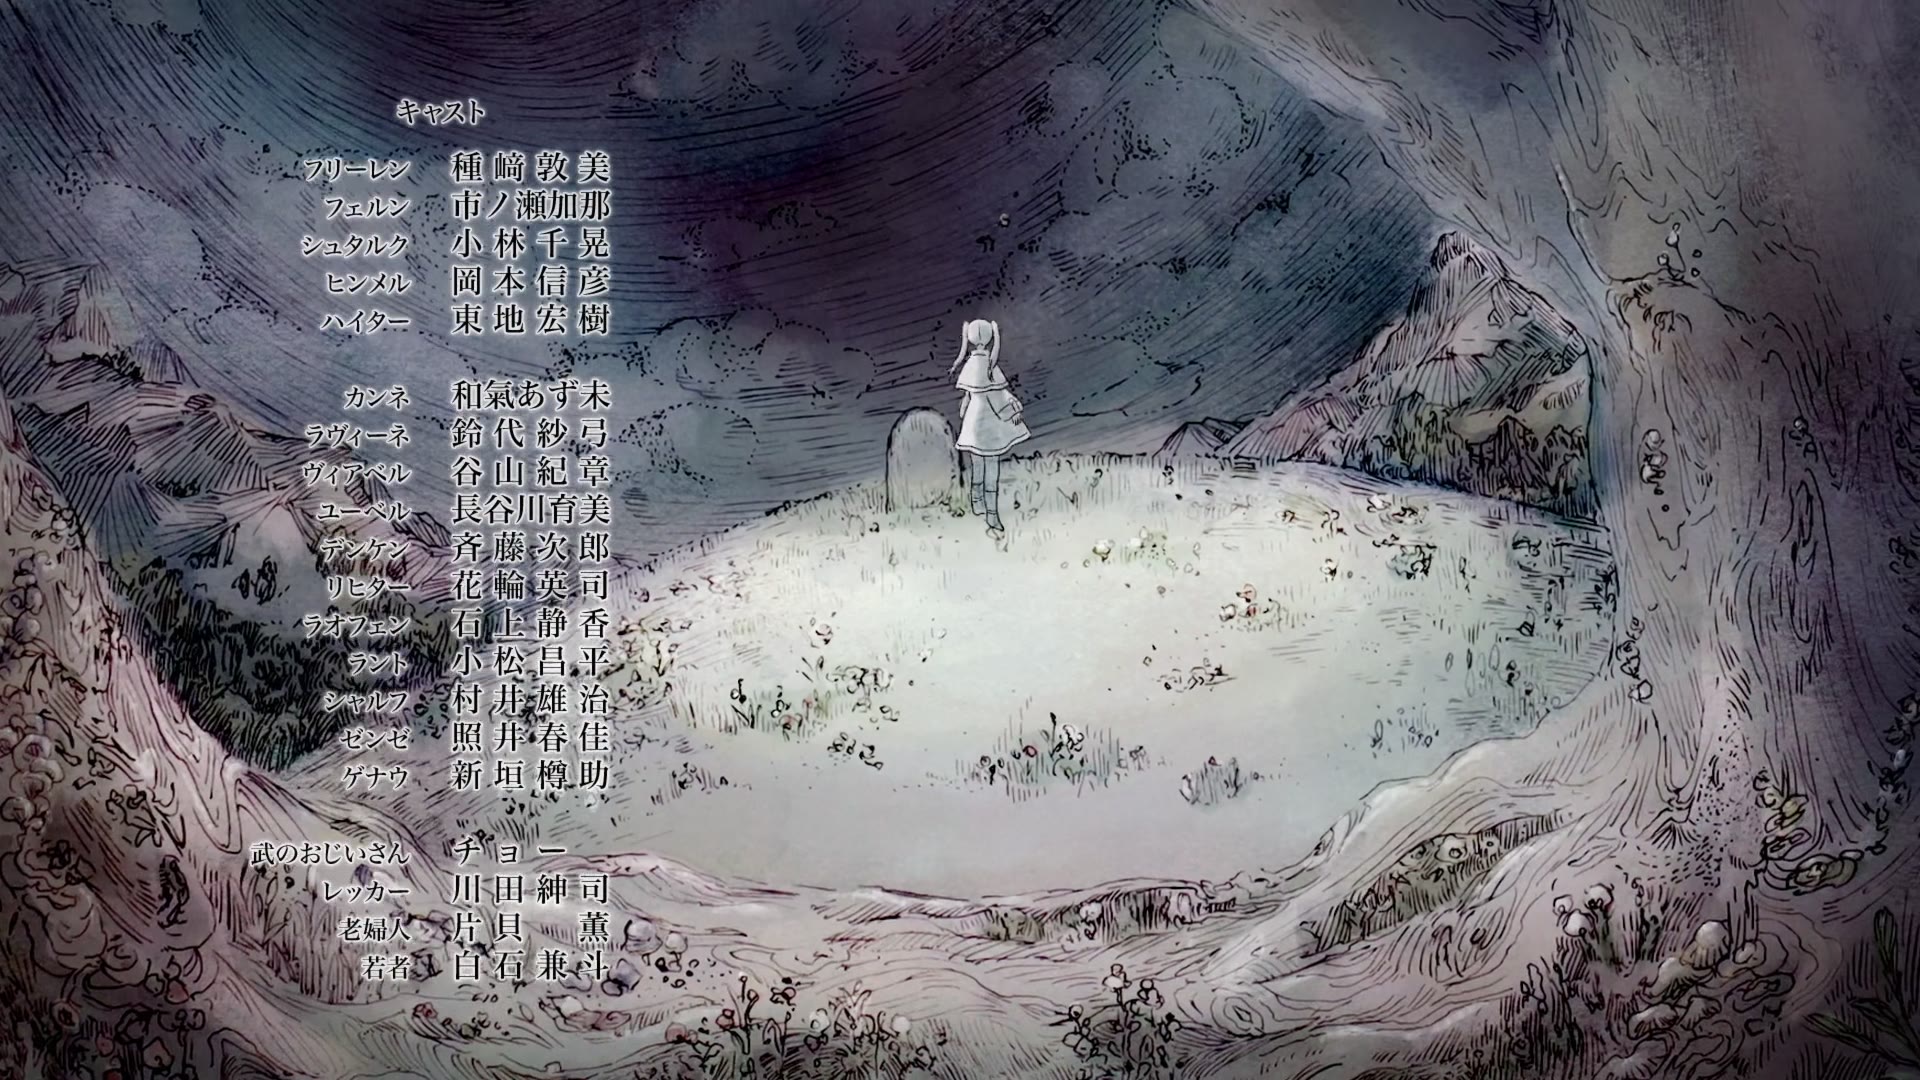 キャスト
フリーレン 種﨑敦美
フェルン 市ノ瀬加那
シュタルク 小林千晃
ヒンメル 岡本信彦
ハイター 東地宏樹
カンネ 和氣あず未
ラヴィーネ 鈴代紗弓
ヴィアベル 谷山紀章
ユーベル 長谷川育美
デンケン 斉藤次郎
リヒター 花輪英司
ラオフェン 石上静香
ラント 小松昌平
シャルフ 村井雄治
ゼンゼ 照井春佳
ゲナウ 新垣樽助
武のおじいさん チョー
レッカー 川田紳司
老婦人 片貝薫
若者 白石兼斗